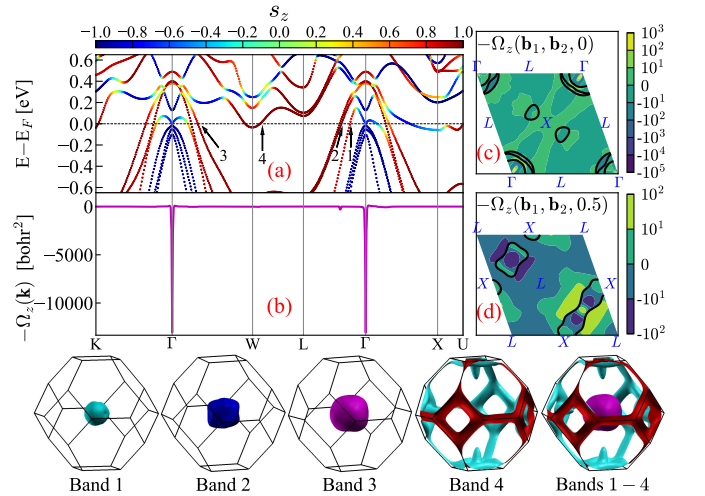 s_z
−1.0 −0.8 −0.6 −0.4 −0.2 0.0 0.2 0.4 0.6 0.8 1.0
E−E_F [eV]
0.6
0.4
0.2
0.0
−0.2
−0.4
−0.6
3
4
2
1
(a)
−Ω_z(k) [bohr²]
0
−5000
−10000
(b)
K Γ W L Γ X U
−Ω_z(b₁, b₂, 0)
Γ L Γ
L X L
Γ L Γ
(c)
10³
10²
10¹
0
−10¹
−10²
−10³
−10⁴
−10⁵
−Ω_z(b₁, b₂, 0.5)
L X L
X L X
L X L
(d)
10²
10¹
0
−10¹
−10²
Band 1 Band 2 Band 3 Band 4 Bands 1 − 4